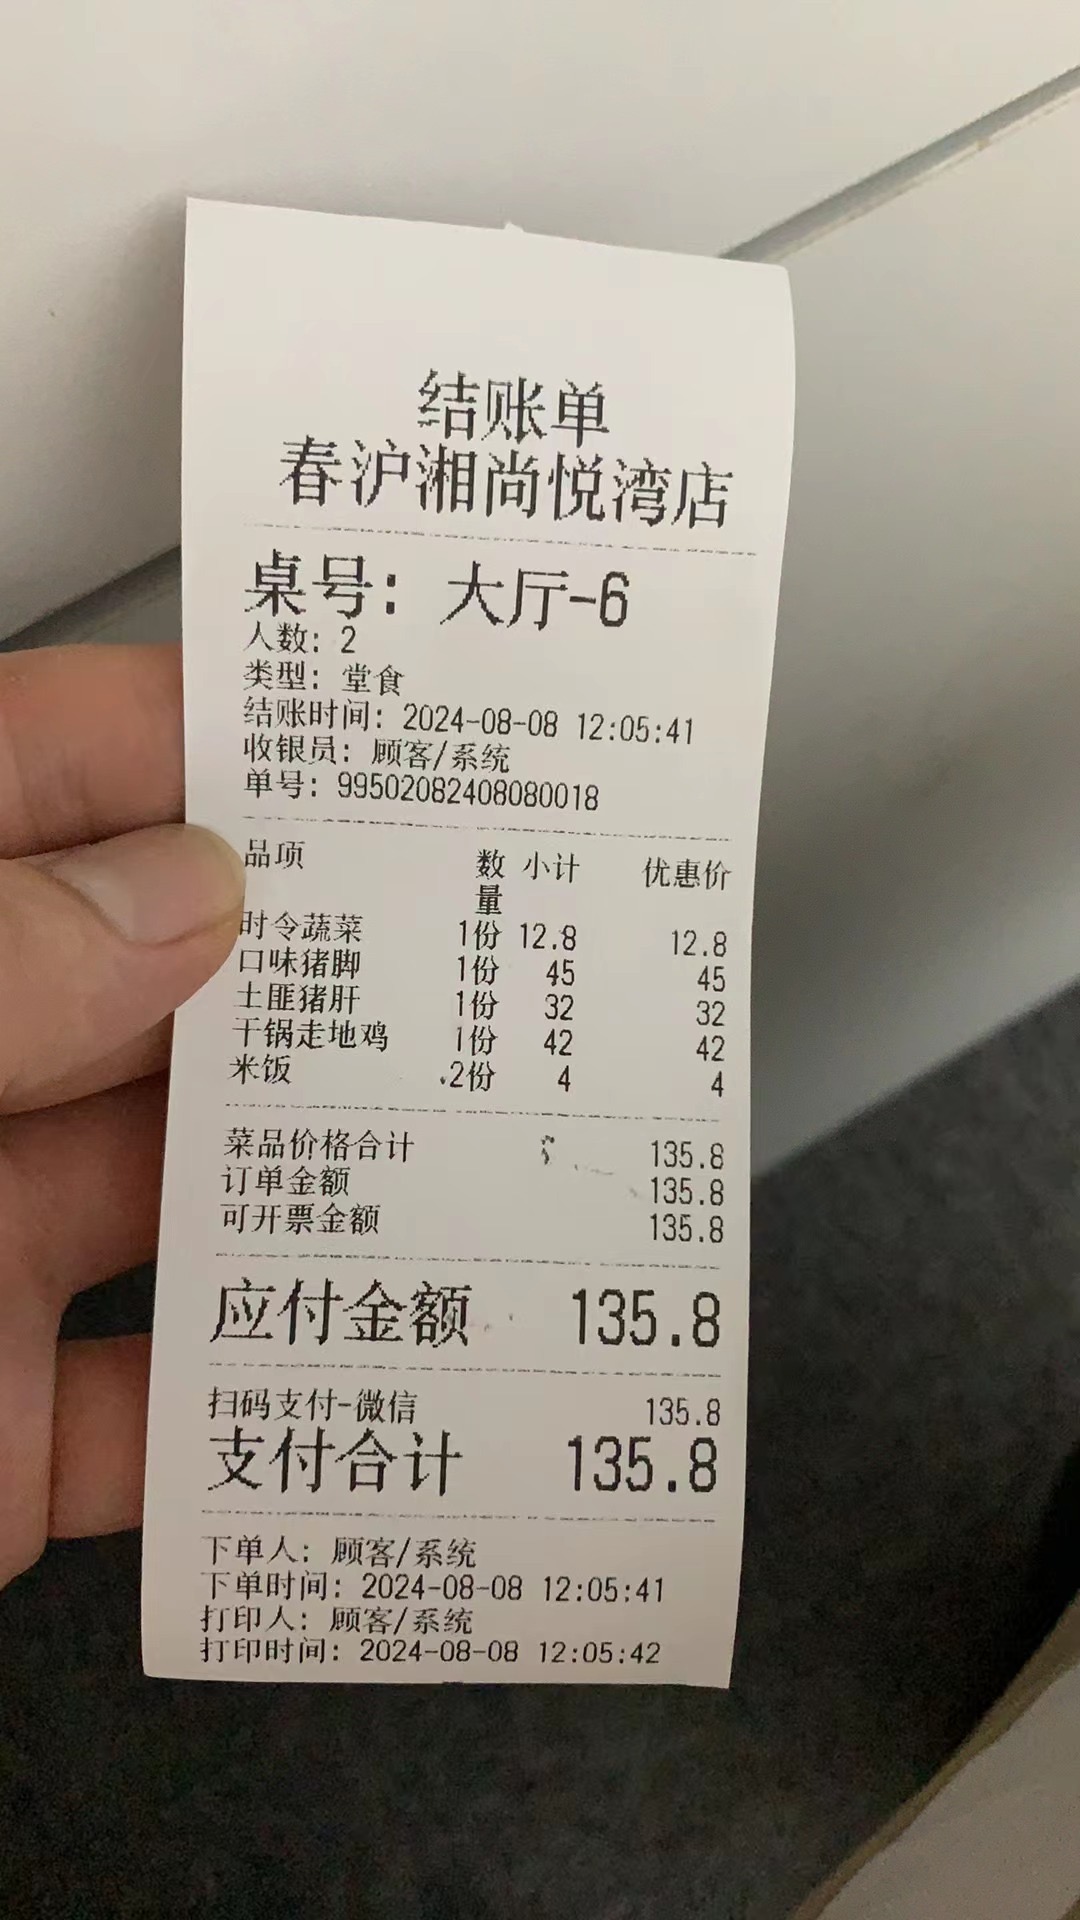 结账单
春沪湘尚悦湾店
桌号：大厅-6
人数：2
类型：堂食
结账时间：2024-08-08 12:05:41
收银员：顾客/系统
单号：99502082408080018
品项 数量 小计 优惠价
时令蔬菜 1份 12.8 12.8
口味猪脚 1份 45 45
土匪猪肝 1份 32 32
干锅走地鸡 1份 42 42
米饭 2份 4 4
菜品价格合计 135.8
订单金额 135.8
可开票金额 135.8
应付金额 135.8
扫码支付-微信 135.8
支付合计 135.8
下单人：顾客/系统
下单时间：2024-08-08 12:05:41
打印人：顾客/系统
打印时间：2024-08-08 12:05:42